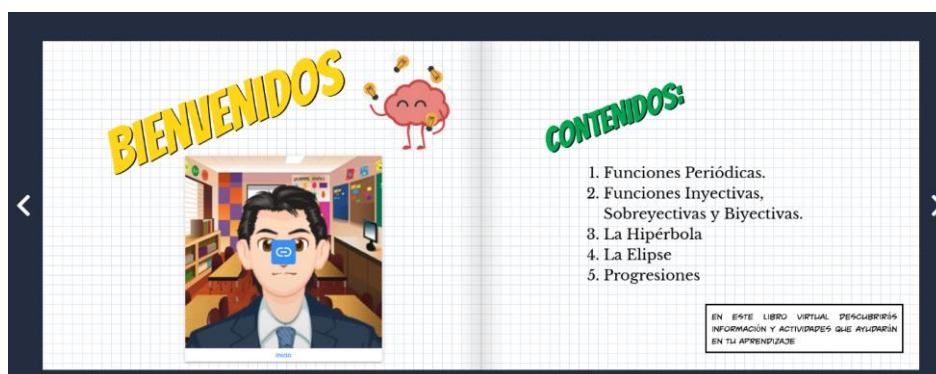 BIENVENIDOS
Inicio
CONTENIDOS:
1. Funciones Periódicas.
2. Funciones Inyectivas,
Sobreyectivas y Biyectivas.
3. La Hipérbola
4. La Elipse
5. Progresiones
EN ESTE LIBRO VIRTUAL DESCUBRIRÁS
INFORMACIÓN Y ACTIVIDADES QUE AYUDARÁN
EN TU APRENDIZAJE